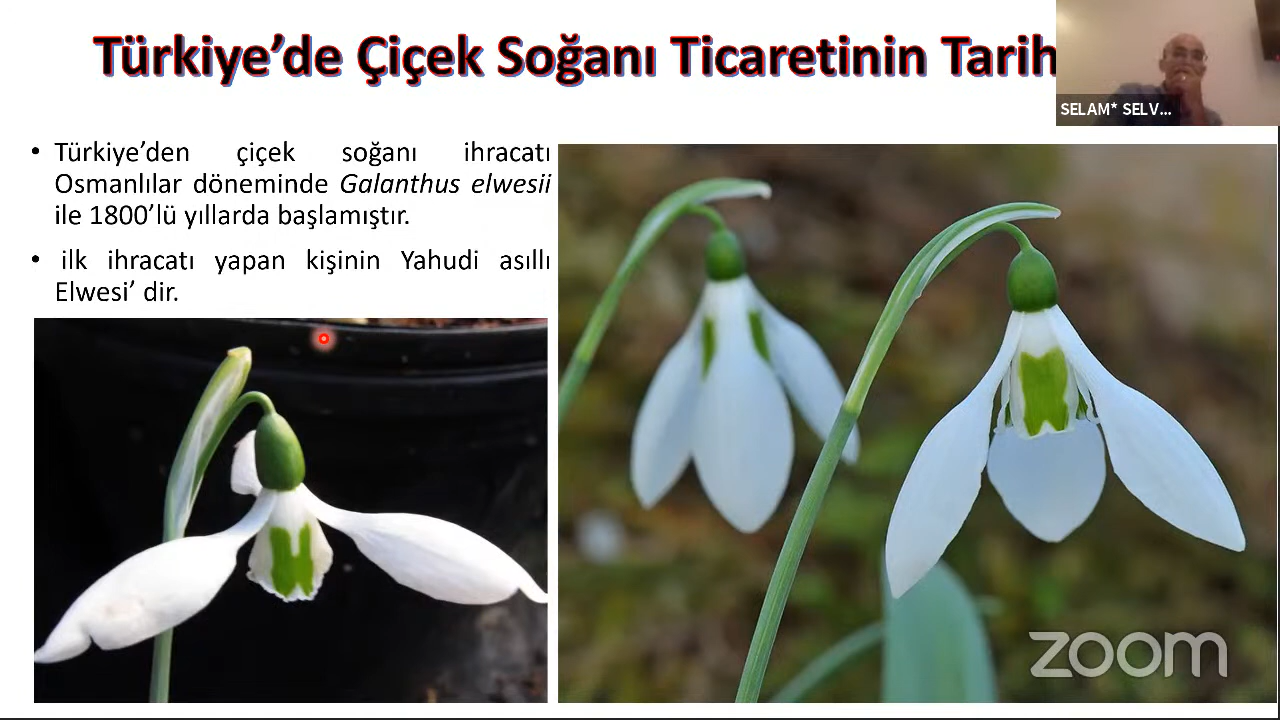 Türkiye’de Çiçek Soğanı Ticaretinin Tarih
SELAM* SELV...
• Türkiye’den çiçek soğanı ihracatı
Osmanlılar döneminde Galanthus elwesii
ile 1800’lü yıllarda başlamıştır.
• ilk ihracatı yapan kişinin Yahudi asıllı
Elwesi’ dir.
zoom